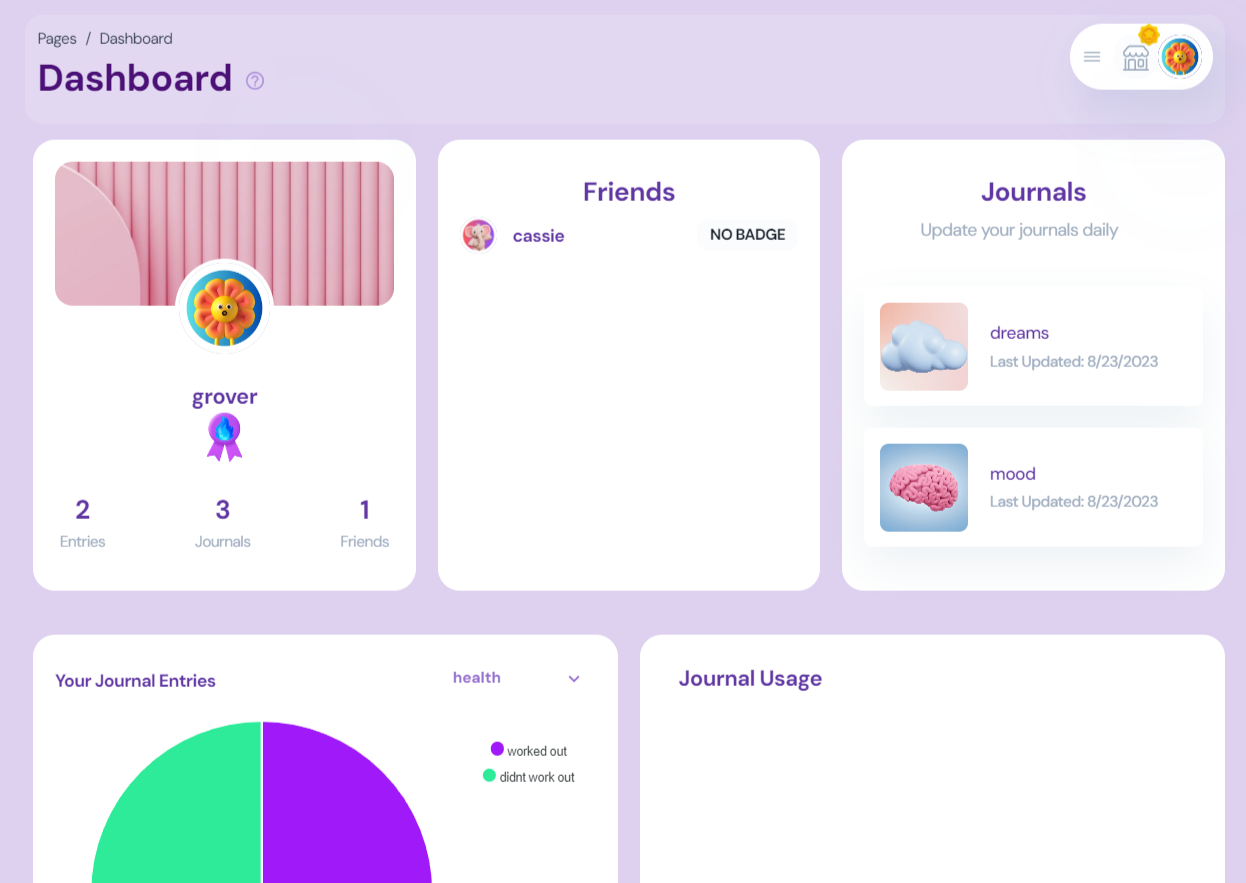 Pages / Dashboard
Dashboard
grover
2 3 1
Entries Journals Friends
Friends
cassie NO BADGE
Journals
Update your journals daily
dreams
Last Updated: 8/23/2023
mood
Last Updated: 8/23/2023
Your Journal Entries health
worked out
didnt work out
Journal Usage